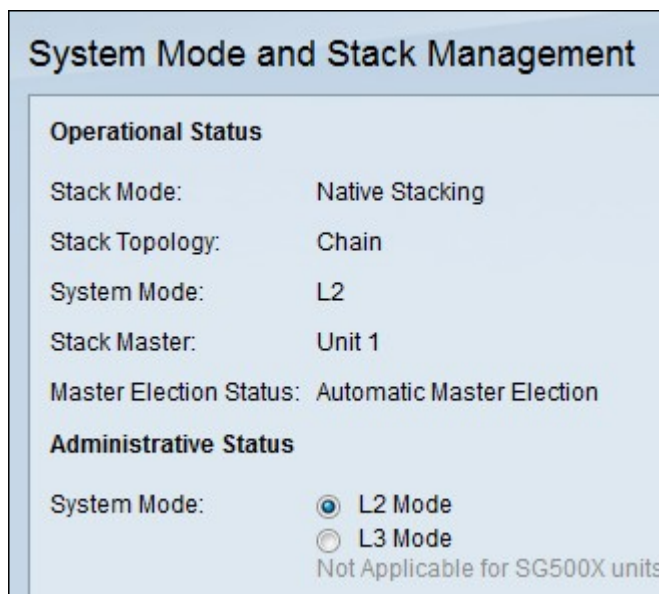 System Mode and Stack Management
Operational Status
Stack Mode: Native Stacking
Stack Topology: Chain
System Mode: L2
Stack Master: Unit 1
Master Election Status: Automatic Master Election
Administrative Status
System Mode: L2 Mode
L3 Mode
Not Applicable for SG500X units